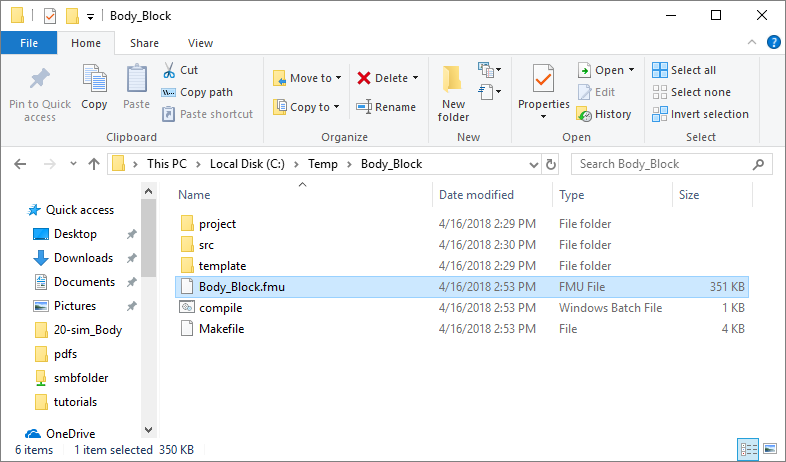 Body_Block
File Home Share View
Pin to Quick access
Copy
Paste
Cut
Copy path
Paste shortcut
Clipboard
Move to
Copy to
Delete
Rename
Organize
New folder
New
Properties
Open
Edit
History
Open
Select all
Select none
Invert selection
Select
This PC > Local Disk (C:) > Temp > Body_Block
Search Body_Block
Quick access
Desktop
Downloads
Documents
Pictures
20-sim_Body
pdfs
smbfolder
tutorials
OneDrive
Name Date modified Type Size
project 4/16/2018 2:29 PM File folder
src 4/16/2018 2:30 PM File folder
template 4/16/2018 2:29 PM File folder
Body_Block.fmu 4/16/2018 2:53 PM FMU File 351 KB
compile 4/16/2018 2:53 PM Windows Batch File 1 KB
Makefile 4/16/2018 2:53 PM File 4 KB
6 items 1 item selected 350 KB